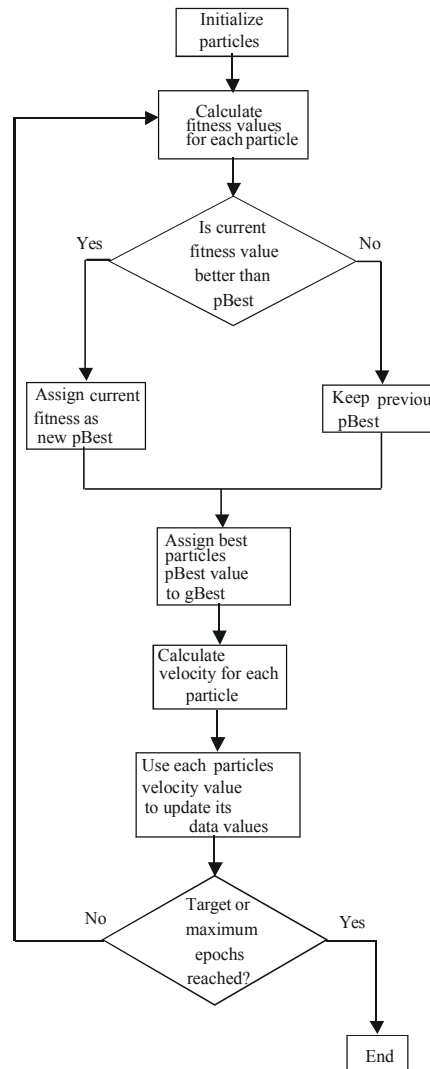 Initialize
particles
Calculate
fitness values
for each particle
Is current
fitness value
better than
pBest
Yes
No
Assign current
fitness as
new pBest
Keep previous
pBest
Assign best
particles
pBest value
to gBest
Calculate
velocity for each
particle
Use each particles
velocity value
to update its
data values
Target or
maximum
epochs
reached?
No
Yes
End